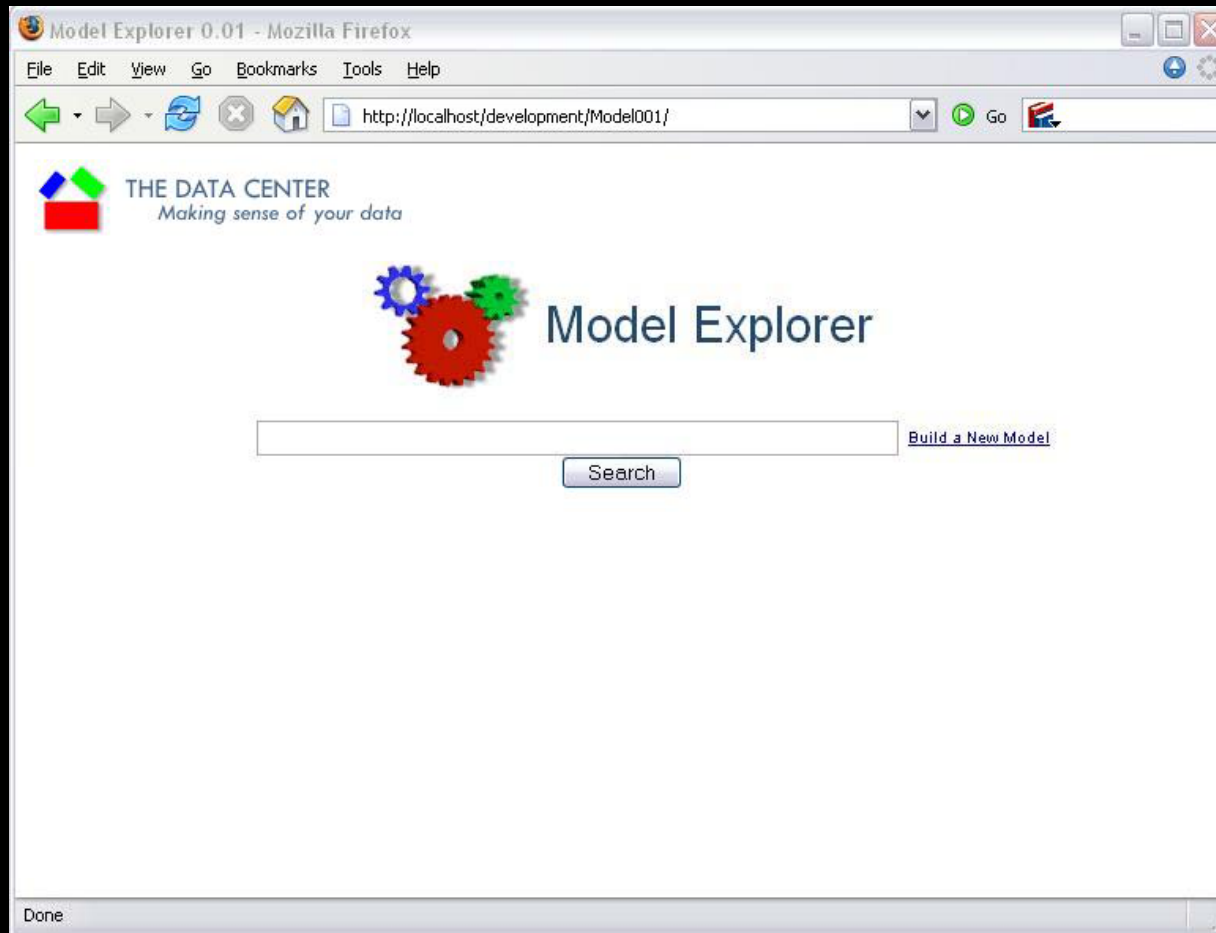 Model Explorer 0.01 - Mozilla Firefox
File Edit View Go Bookmarks Tools Help
http://localhost/development/Model001/ Go
THE DATA CENTER
Making sense of your data
Model Explorer
Build a New Model
Search
Done